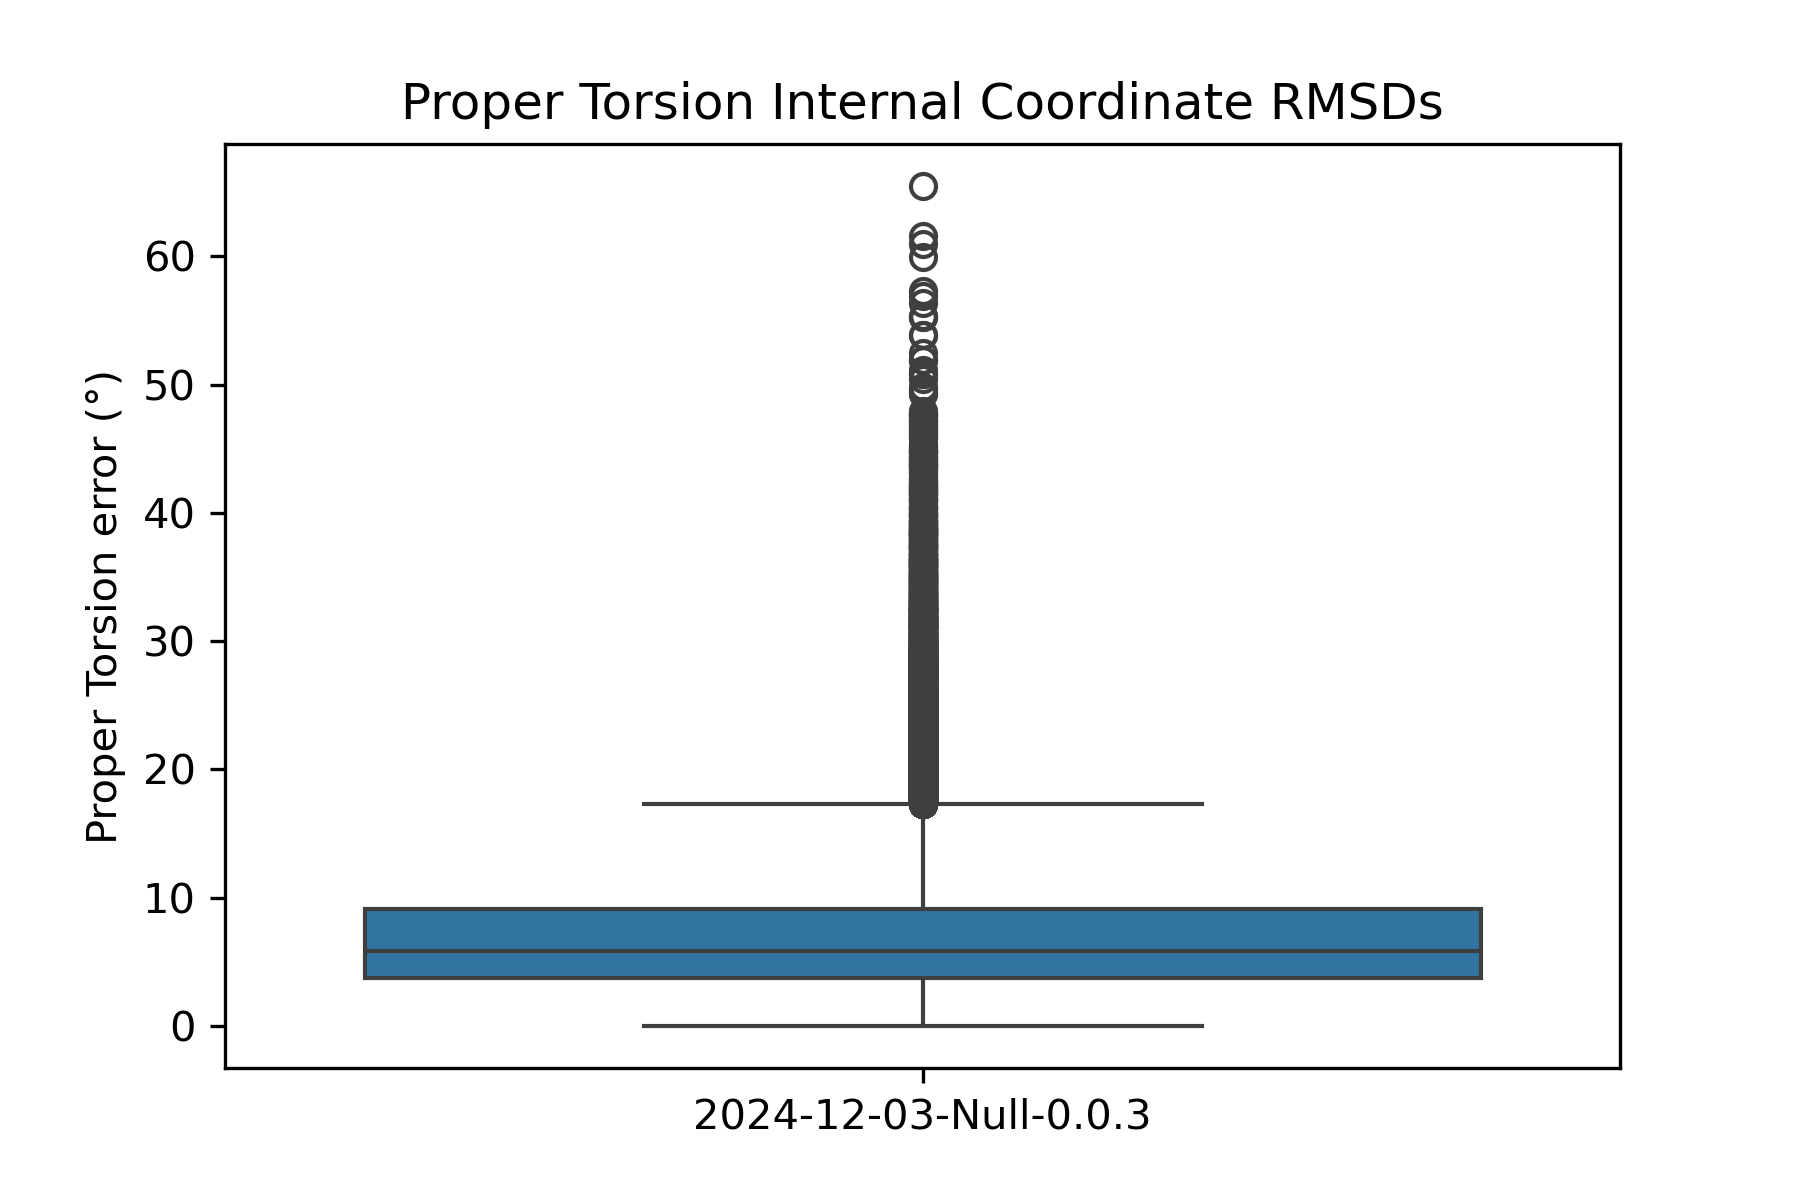 Proper Torsion Internal Coordinate RMSDs
Proper Torsion error (°)
60
50
40
30
20
10
0
2024-12-03-Null-0.0.3